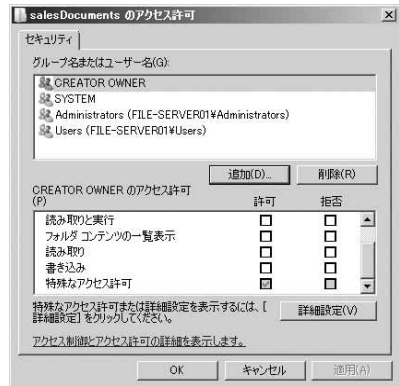 salesDocuments のアクセス許可
セキュリティ
グループ名またはユーザー名(G):
CREATOR OWNER
SYSTEM
Administrators (FILE-SERVER01¥Administrators)
Users (FILE-SERVER01¥Users)
追加(D)... 削除(R)
CREATOR OWNER のアクセス許可
(P) 許可 拒否
読み取りと実行
フォルダ コンテンツの一覧表示
読み取り
書き込み
特殊なアクセス許可
特殊なアクセス許可または詳細設定を表示するには、[
詳細設定] をクリックしてください。 詳細設定(V)
アクセス制御とアクセス許可の詳細を表示します。
OK キャンセル 適用(A)